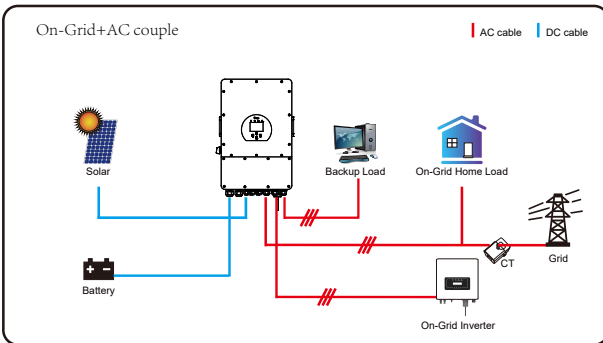 On-Grid+AC couple
AC cable
DC cable
Solar
Backup Load
On-Grid Home Load
CT
Grid
Battery
On-Grid Inverter